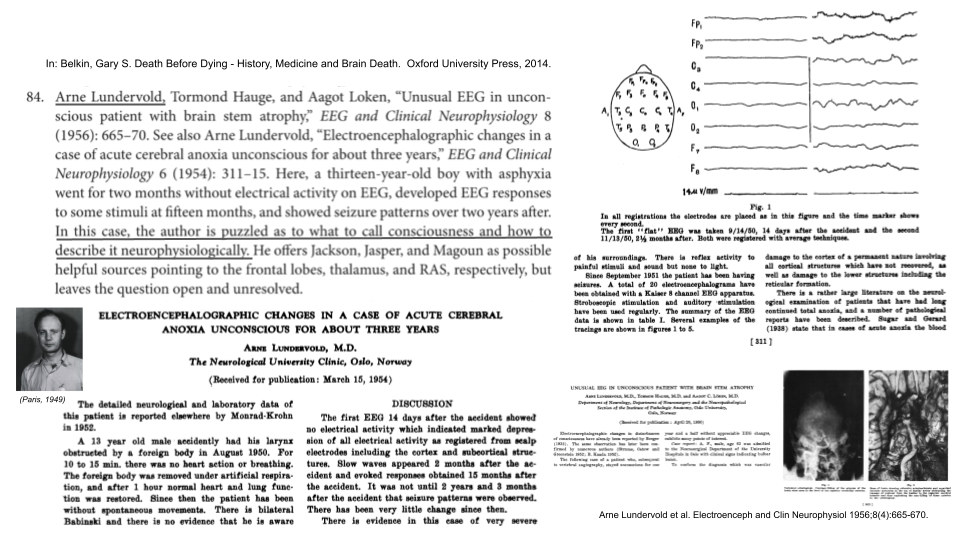 In: Belkin, Gary S. Death Before Dying - History, Medicine and Brain Death.  Oxford University Press, 2014.
84. Arne Lundervold, Tormond Hauge, and Aagot Loken, “Unusual EEG in uncon-
scious patient with brain stem atrophy,” EEG and Clinical Neurophysiology 8
(1956): 665–70. See also Arne Lundervold, “Electroencephalographic changes in a
case of acute cerebral anoxia unconscious for about three years,” EEG and Clinical
Neurophysiology 6 (1954): 311–15. Here, a thirteen-year-old boy with asphyxia
went for two months without electrical activity on EEG, developed EEG responses
to some stimuli at fifteen months, and showed seizure patterns over two years after.
In this case, the author is puzzled as to what to call consciousness and how to
describe it neurophysiologically. He offers Jackson, Jasper, and Magoun as possible
helpful sources pointing to the frontal lobes, thalamus, and RAS, respectively, but
leaves the question open and unresolved.
ELECTROENCEPHALOGRAPHIC CHANGES IN A CASE OF ACUTE CEREBRAL
ANOXIA UNCONSCIOUS FOR ABOUT THREE YEARS
ARNE LUNDERVOLD, M.D.
The Neurological University Clinic, Oslo, Norway
(Received for publication: March 15, 1954)
(Paris, 1949)
The detailed neurological and laboratory data of
this patient is reported elsewhere by Monrad-Krohn
in 1952.
A 13 year old male accidently had his larynx
obstructed by a foreign body in August 1950. For
10 to 15 min. there was no heart action or breathing.
The foreign body was removed under artificial respira-
tion, and after 1 hour normal heart and lung func-
tion was restored. Since then the patient has been
without spontaneous movements. There is bilateral
Babinski and there is no evidence that he is aware
DISCUSSION
The first EEG 14 days after the accident showed
no electrical activity which indicated marked depres-
sion of all electrical activity as registered from scalp
electrodes including the cortex and subcortical struc-
tures. Slow waves appeared 2 months after the ac-
cident and evoked responses obtained 15 months after
the accident. It was not until 2 years and 3 months
after the accident that seizure patterns were observed.
There has been very little change since then.
There is evidence in this case of very severe
Fp1
Fp2
C3
C4
O1
O2
F7
F8
14µ v/mm
Fig. 1
In all registrations the electrodes are placed as in this figure and the time marker shows
every second.
The first “flat” EEG was taken 9/14/50, 14 days after the accident and the second
11/13/50, 2½ months after. Both were registered with average techniques.
of his surroundings. There is reflex activity to
painful stimuli and sound but none to light.
Since September 1951 the patient has been having
seizures. A total of 20 electroencephalograms have
been obtained with a Kaiser 8 channel EEG apparatus.
Stroboscopic stimulation and auditory stimulation
have been used regularly. The summary of the EEG
data is shown in table I. Several examples of the
tracings are shown in figures 1 to 5.
damage to the cortex of a permanent nature involving
all cortical structures which have not recovered, as
well as damage to the lower structures including the
reticular formation.
There is a rather large literature on the neurol-
ogical examination of patients that have had long
continued total anoxia, and a number of pathological
reports have been described. Sugar and Gerard
(1938) state that in cases of acute anoxia the blood
[ 311 ]
UNUSUAL EEG IN UNCONSCIOUS PATIENT WITH BRAIN STEM ATROPHY
Arne Lundervold et al. Electroenceph and Clin Neurophysiol 1956;8(4):665-670.